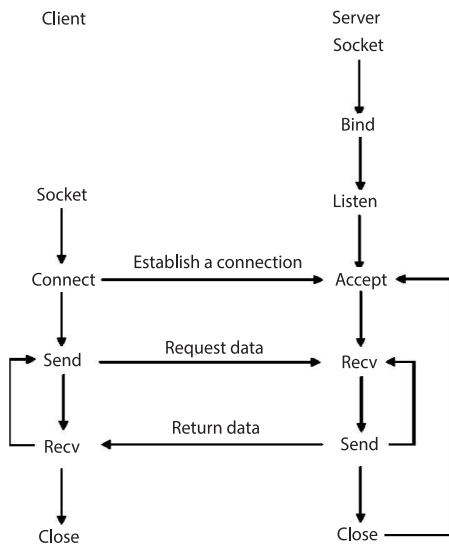 Client
Server
Socket
Bind
Socket
Listen
Establish a connection
Connect
Accept
Request data
Send
Recv
Return data
Recv
Send
Close
Close